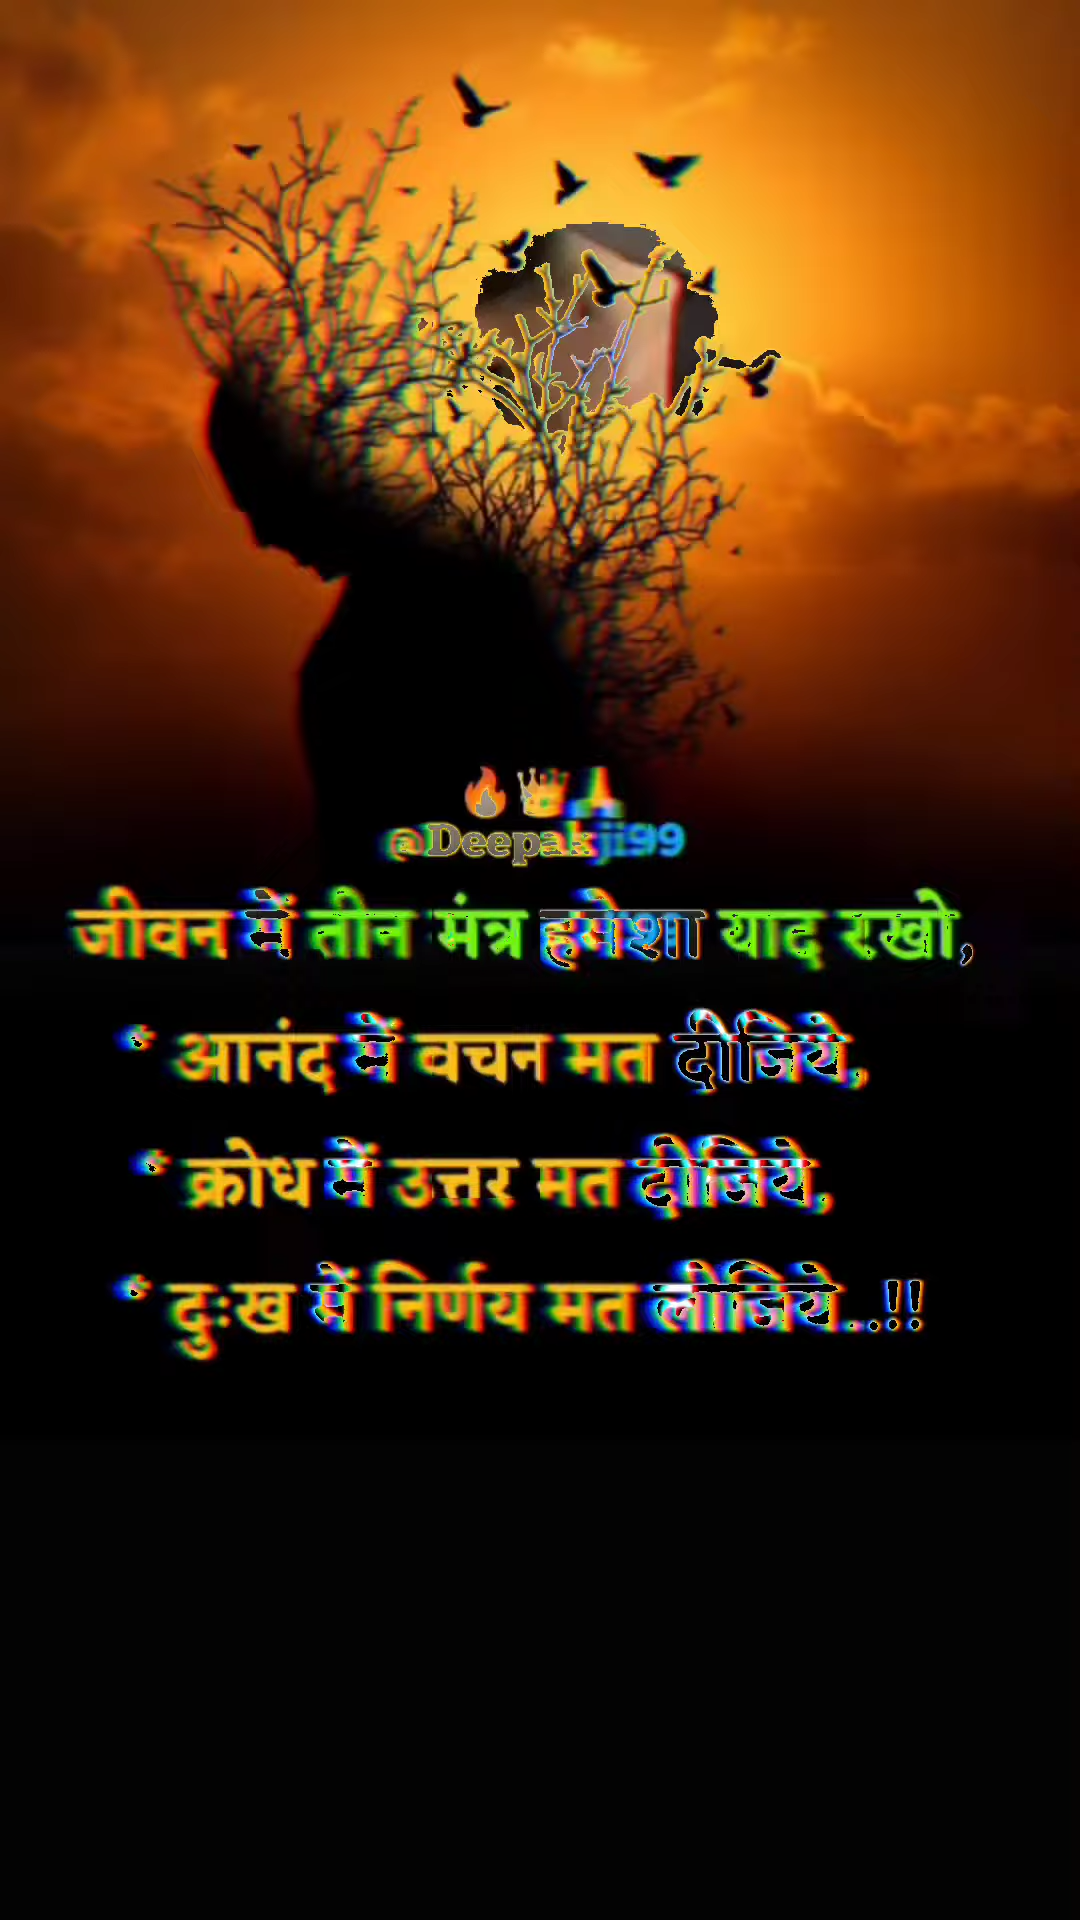 🔥👑
@Deepakji99
जीवन में तीन मंत्र हमेशा याद रखो,
* आनंद में वचन मत दीजिये,
* क्रोध में उत्तर मत दीजिये,
* दुःख में निर्णय मत लीजिये...!!